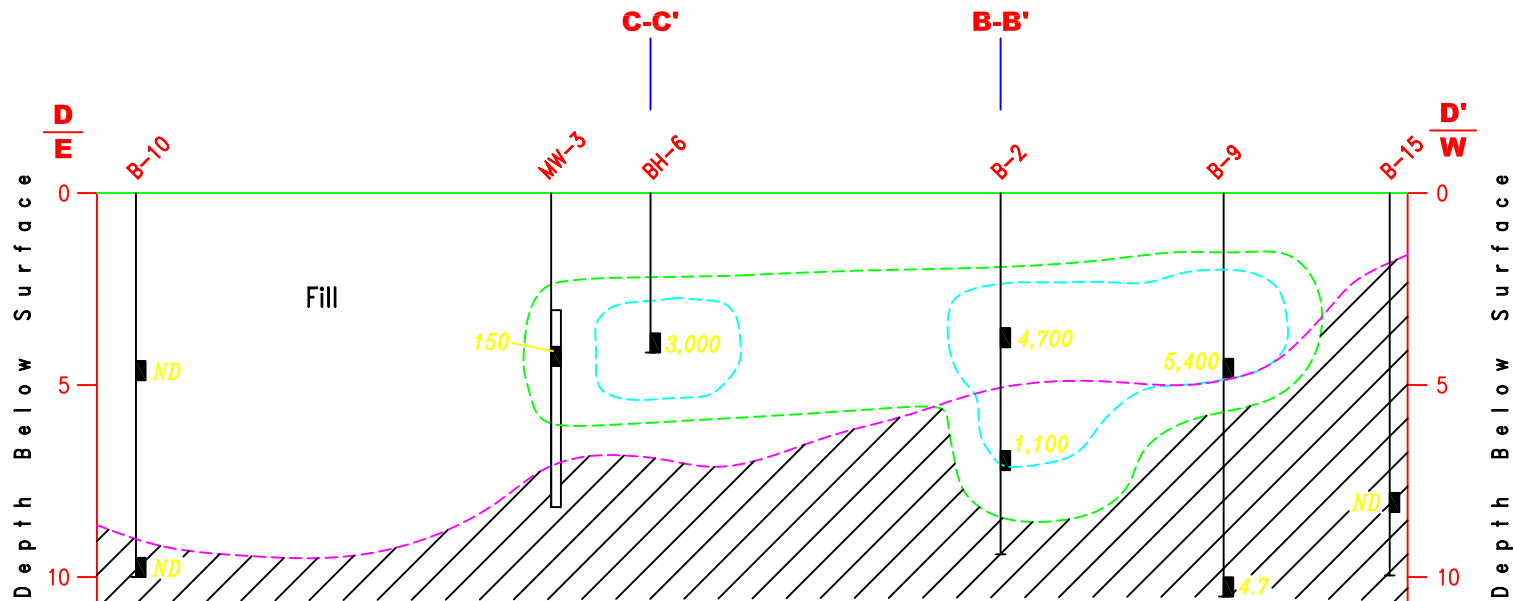 C-C'
B-B'
D
E
D'
W
B-10
MW-3
BH-6
B-2
B-9
B-15
0
0
Depth Below Surface
Depth Below Surface
Fill
150
3,000
4,700
5,400
ND
5
5
1,100
ND
ND
10
10
4.7